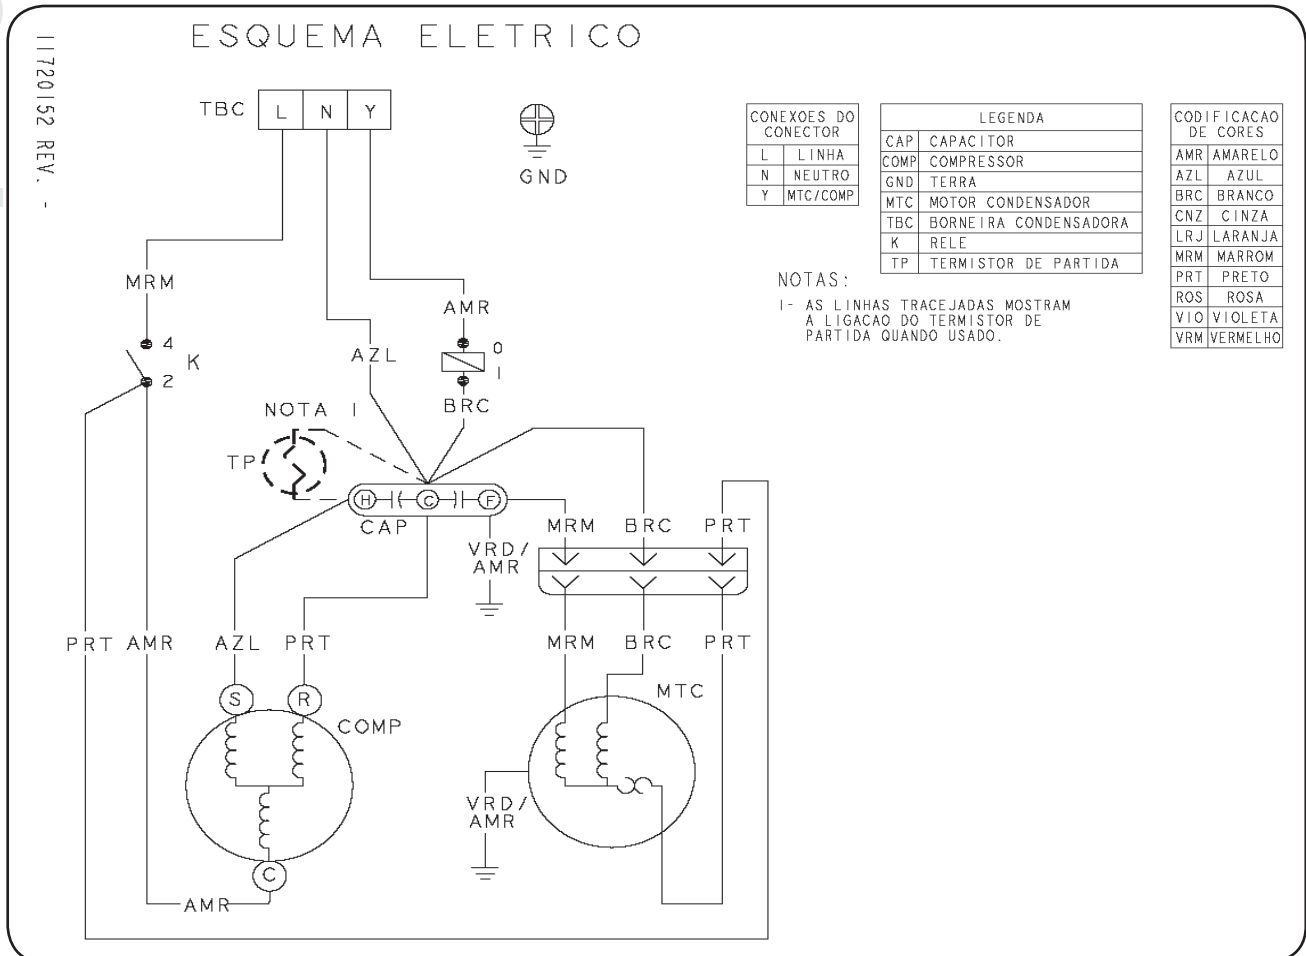 ESQUEMA ELETRICO
11720152 REV. -
TBC
L N Y
GND
CONEXOES DO
CONECTOR
L LINHA
N NEUTRO
Y MTC/COMP
LEGENDA
CAP CAPACITOR
COMP COMPRESSOR
GND TERRA
MTC MOTOR CONDENSADOR
TBC BORNEIRA CONDENSADORA
K RELE
TP TERMISTOR DE PARTIDA
CODIFICACAO
DE CORES
AMR AMARELO
AZL AZUL
BRC BRANCO
CNZ CINZA
LRJ LARANJA
MRM MARROM
PRT PRETO
ROS ROSA
VIO VIOLETA
VRM VERMELHO
NOTAS:
1- AS LINHAS TRACEJADAS MOSTRAM
A LIGACAO DO TERMISTOR DE
PARTIDA QUANDO USADO.
MRM
AMR
4
K
2
AZL
0
1
BRC
NOTA 1
TP
H C F
CAP
VRD/
AMR
MRM BRC PRT
PRT AMR AZL PRT
MRM BRC PRT
S R
COMP
MTC
VRD/
AMR
C
AMR